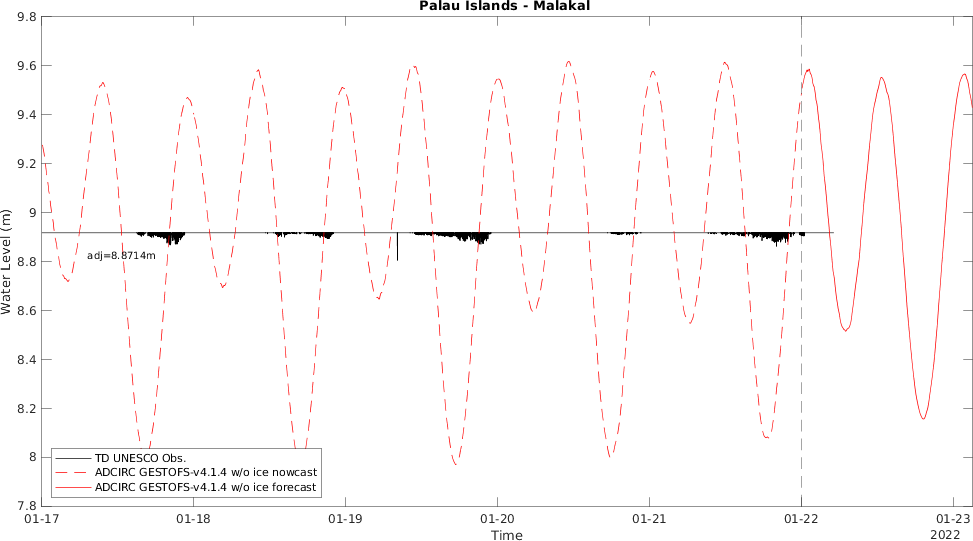 Palau Islands - Malakal
9.8
9.6
9.4
9.2
9
8.8
8.6
8.4
8.2
8
7.8
Water Level (m)
adj=8.8714m
TD UNESCO Obs.
ADCIRC GESTOFS-v4.1.4 w/o ice nowcast
ADCIRC GESTOFS-v4.1.4 w/o ice forecast
01-17 01-18 01-19 01-20 01-21 01-22 01-23
Time
2022